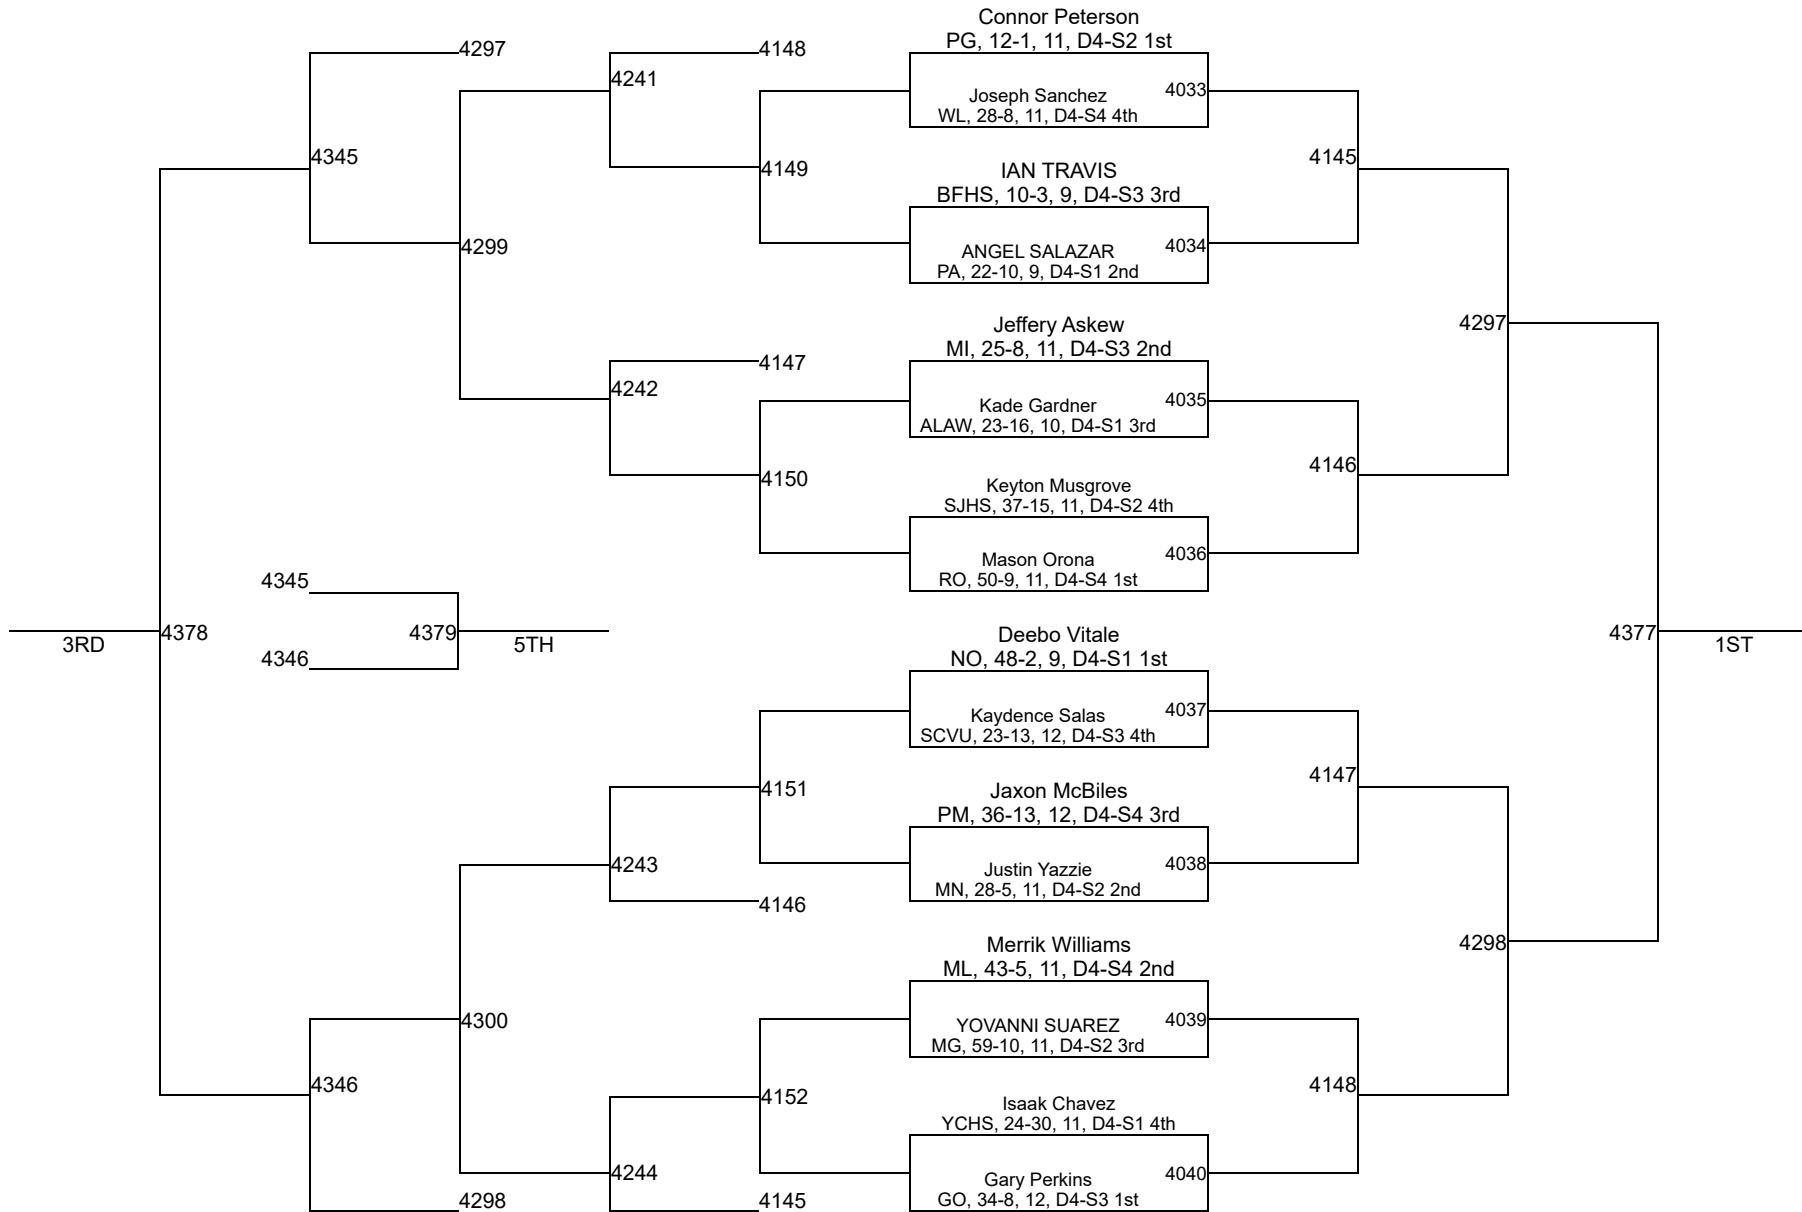 Connor Peterson
PG, 12-1, 11, D4-S2 1st
4297
4148
4241
Joseph Sanchez
4033
WL, 28-8, 11, D4-S4 4th
4345
4145
4149
IAN TRAVIS
BFHS, 10-3, 9, D4-S3 3rd
4299
ANGEL SALAZAR
4034
PA, 22-10, 9, D4-S1 2nd
Jeffery Askew
4297
MI, 25-8, 11, D4-S3 2nd
4147
4242
Kade Gardner
4035
ALAW, 23-16, 10, D4-S1 3rd
4146
4150
Keyton Musgrove
SJHS, 37-15, 11, D4-S2 4th
Mason Orona
4036
RO, 50-9, 11, D4-S4 1st
4345
3RD
4378
4379
5TH
4346
Deebo Vitale
4377
1ST
NO, 48-2, 9, D4-S1 1st
Kaydence Salas
4037
SCVU, 23-13, 12, D4-S3 4th
4147
4151
Jaxon McBiles
PM, 36-13, 12, D4-S4 3rd
4243
Justin Yazzie
4038
MN, 28-5, 11, D4-S2 2nd
4146
Merrik Williams
4298
ML, 43-5, 11, D4-S4 2nd
4300
YOVANNI SUAREZ
4039
MG, 59-10, 11, D4-S2 3rd
4346
4148
4152
Isaak Chavez
YCHS, 24-30, 11, D4-S1 4th
4244
Gary Perkins
4040
GO, 34-8, 12, D4-S3 1st
4298
4145